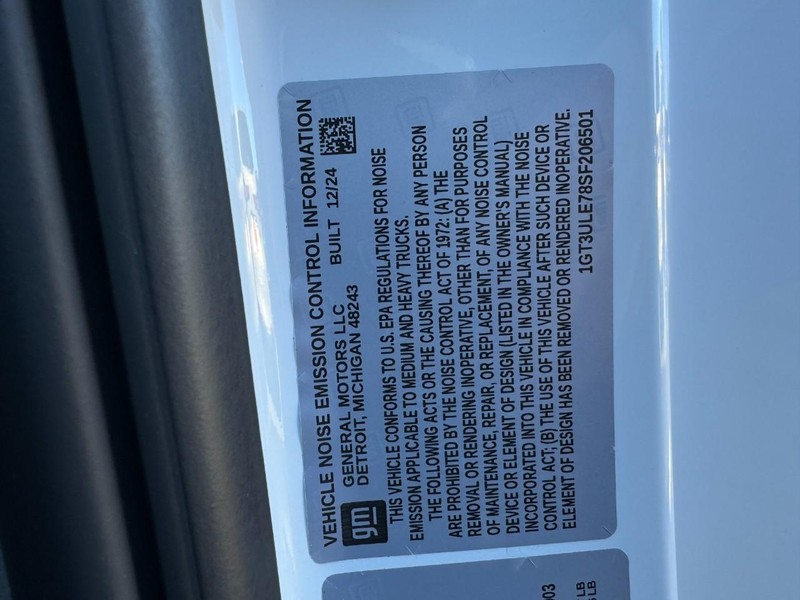 VEHICLE NOISE EMISSION CONTROL INFORMATION
gm
GENERAL MOTORS LLC
DETROIT, MICHIGAN 48243 BUILT 12/24
THIS VEHICLE CONFORMS TO U.S. EPA REGULATIONS FOR NOISE
EMISSION APPLICABLE TO MEDIUM AND HEAVY TRUCKS.
THE FOLLOWING ACTS OR THE CAUSING THEREOF BY ANY PERSON
ARE PROHIBITED BY THE NOISE CONTROL ACT OF 1972: (A) THE
REMOVAL OR RENDERING INOPERATIVE, OTHER THAN FOR PURPOSES
OF MAINTENANCE, REPAIR, OR REPLACEMENT, OF ANY NOISE CONTROL
DEVICE OR ELEMENT OF DESIGN (LISTED IN THE OWNER'S MANUAL)
INCORPORATED INTO THIS VEHICLE IN COMPLIANCE WITH THE NOISE
CONTROL ACT; (B) THE USE OF THIS VEHICLE AFTER SUCH DEVICE OR
ELEMENT OF DESIGN HAS BEEN REMOVED OR RENDERED INOPERATIVE.
1GT3ULE78SF206501
LB
LB